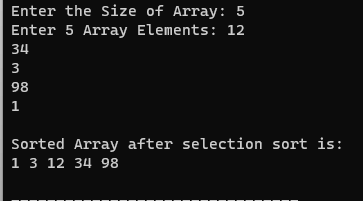 Enter the Size of Array: 5
Enter 5 Array Elements: 12
34
3
98
1
Sorted Array after selection sort is:
1 3 12 34 98
--------------------------------